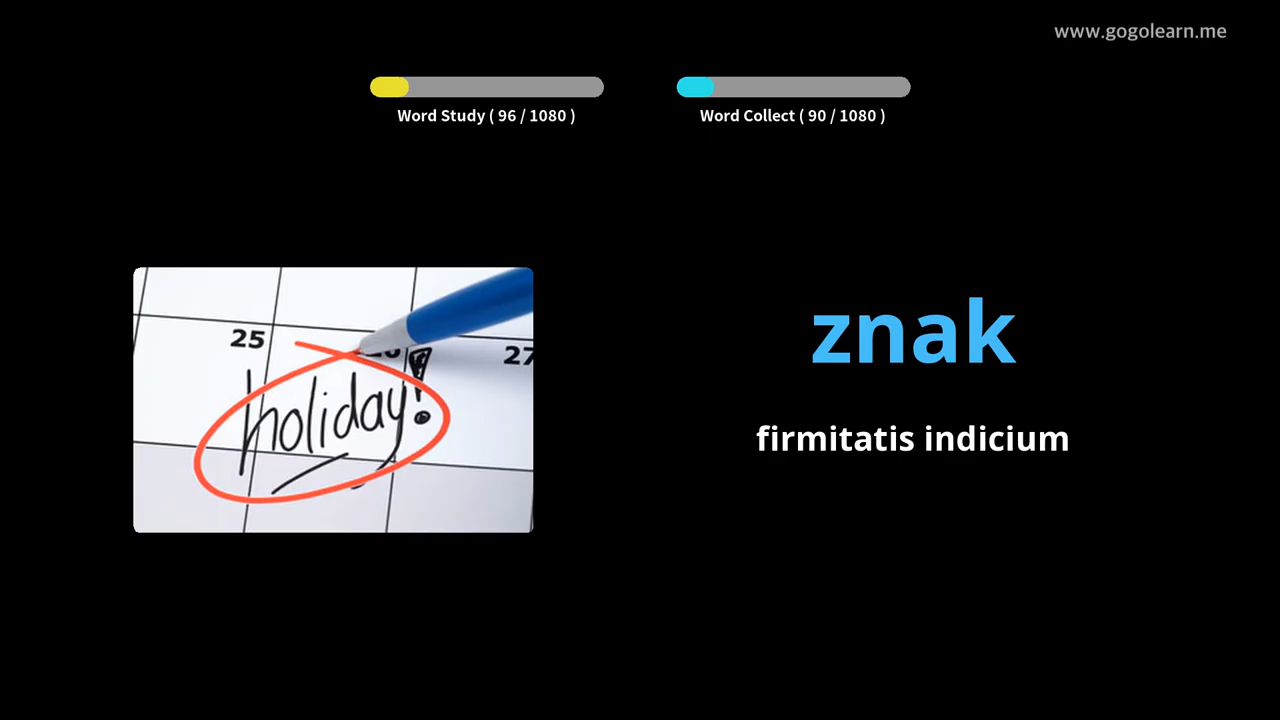 www.gogolearn.me
Word Study ( 96 / 1080 )
Word Collect ( 90 / 1080 )
25
27
holiday!
znak
firmitatis indicium